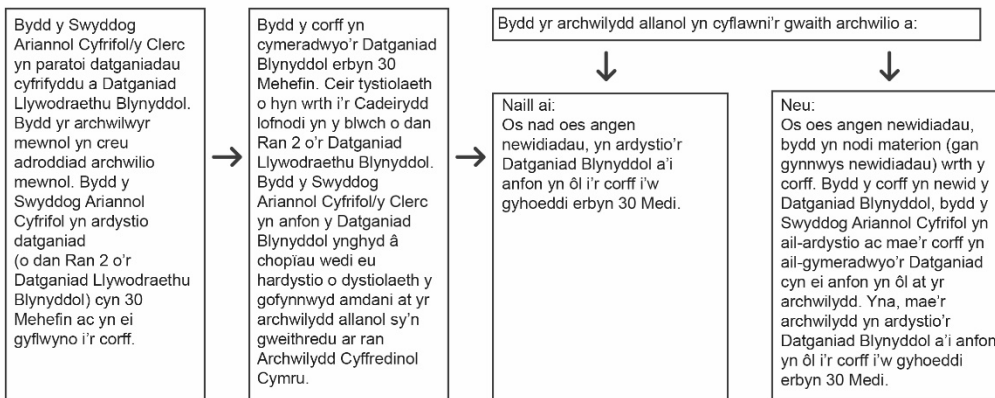 Bydd y Swyddog
Ariannol Cyfrifol/y Clerc
yn paratoi datganiadau
cyfrifyddu a Datganiad
Llywodraethu Blynyddol.
Bydd yr archwilwyr
mewnol yn creu
adroddiad archwilio
mewnol. Bydd y
Swyddog Ariannol
Cyfrifol yn ardystio
datganiad
(o dan Ran 2 o’r
Datganiad Llywodraethu
Blynyddol) cyn 30
Mehefin ac yn ei
gyflwyno i’r corff.
Bydd y corff yn
cymeradwyo’r Datganiad
Blynyddol erbyn 30
Mehefin. Ceir tystiolaeth
o hyn wrth i’r Cadeirydd
lofnodi yn y blwch o dan
Ran 2 o’r Datganiad
Llywodraethu Blynyddol.
Bydd y Swyddog
Ariannol Cyfrifol/y Clerc
yn anfon y Datganiad
Blynyddol ynghyd â
chopïau wedi eu
hardystio o dystiolaeth y
gofynnwyd amdani at yr
archwilydd allanol sy’n
gweithredu ar ran
Archwilydd Cyffredinol
Cymru.
Bydd yr archwilydd allanol yn cyflawni’r gwaith archwilio a:
Naill ai:
Os nad oes angen
newidiadau, yn ardystio’r
Datganiad Blynyddol a’i
anfon yn ôl i’r corff i’w
gyhoeddi erbyn 30 Medi.
Neu:
Os oes angen newidiadau,
bydd yn nodi materion (gan
gynnwys newidiadau) wrth y
corff. Bydd y corff yn newid y
Datganiad Blynyddol, bydd y
Swyddog Ariannol Cyfrifol yn
ail-ardystio ac mae’r corff yn
ail-gymeradwyo’r Datganiad
cyn ei anfon yn ôl at yr
archwilydd. Yna, mae’r
archwilydd yn ardystio’r
Datganiad Blynyddol a’i anfon
yn ôl i’r corff i’w gyhoeddi
erbyn 30 Medi.